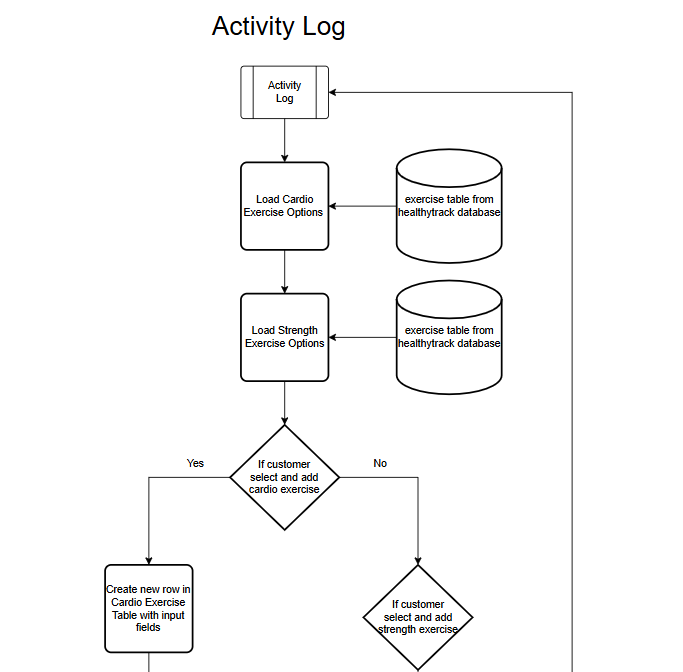 Activity Log
Activity
Log
Load Cardio
Exercise Options
exercise table from
healthytrack database
Load Strength
Exercise Options
exercise table from
healthytrack database
If customer
select and add
cardio exercise
Yes
No
Create new row in
Cardio Exercise
Table with input
fields
If customer
select and add
strength exercise